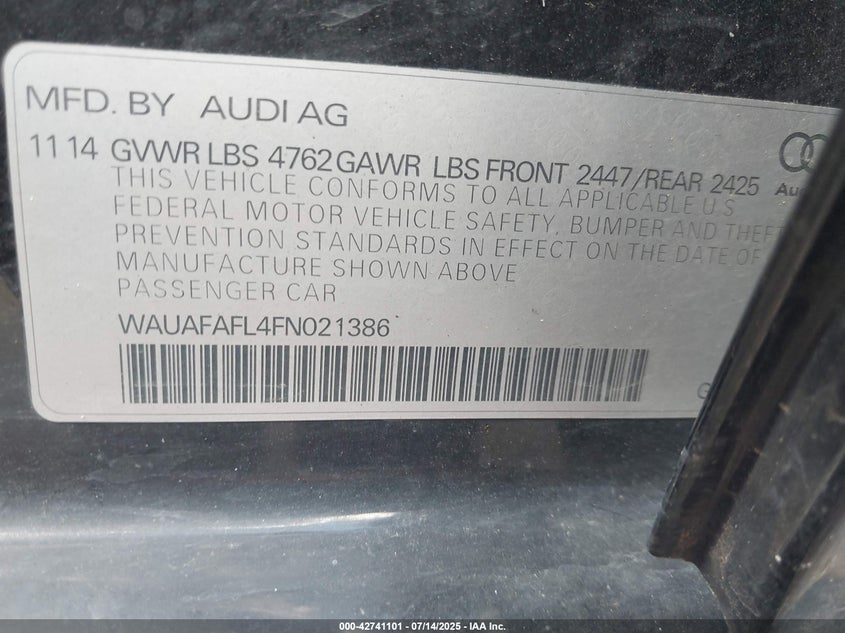 MFD. BY AUDI AG
11 14 GVWR LBS 4762 GAWR LBS FRONT 2447/REAR 2425
THIS VEHICLE CONFORMS TO ALL APPLICABLE U.S
FEDERAL MOTOR VEHICLE SAFETY, BUMPER AND THEFT
PREVENTION STANDARDS IN EFFECT ON THE DATE OF
MANUFACTURE SHOWN ABOVE
PASSENGER CAR
WAUAFAFL4FN021386
000-42741101 - 07/14/2025 - IAA Inc.